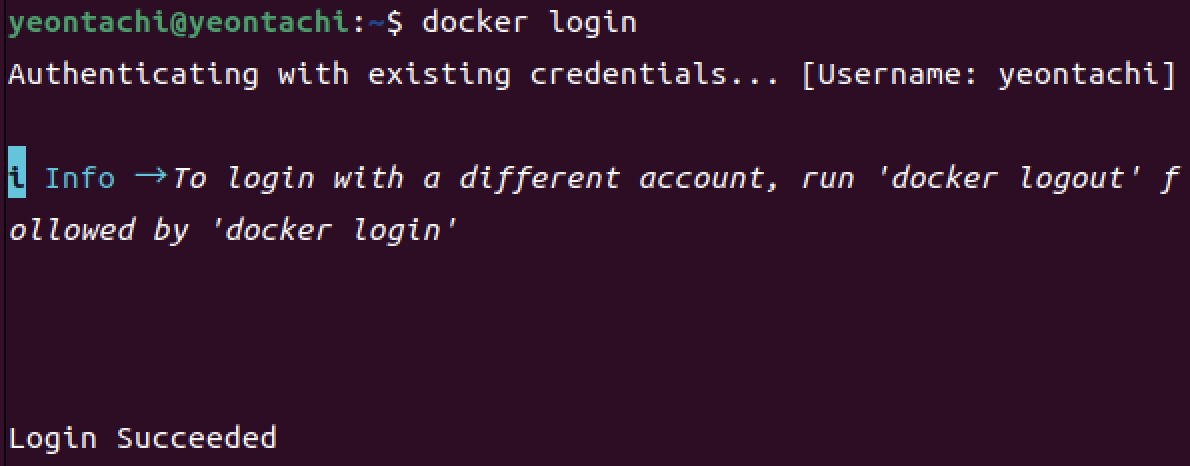 yeontachi@yeontachi:~$ docker login
Authenticating with existing credentials... [Username: yeontachi]
i Info →To login with a different account, run 'docker logout' f
ollowed by 'docker login'
Login Succeeded